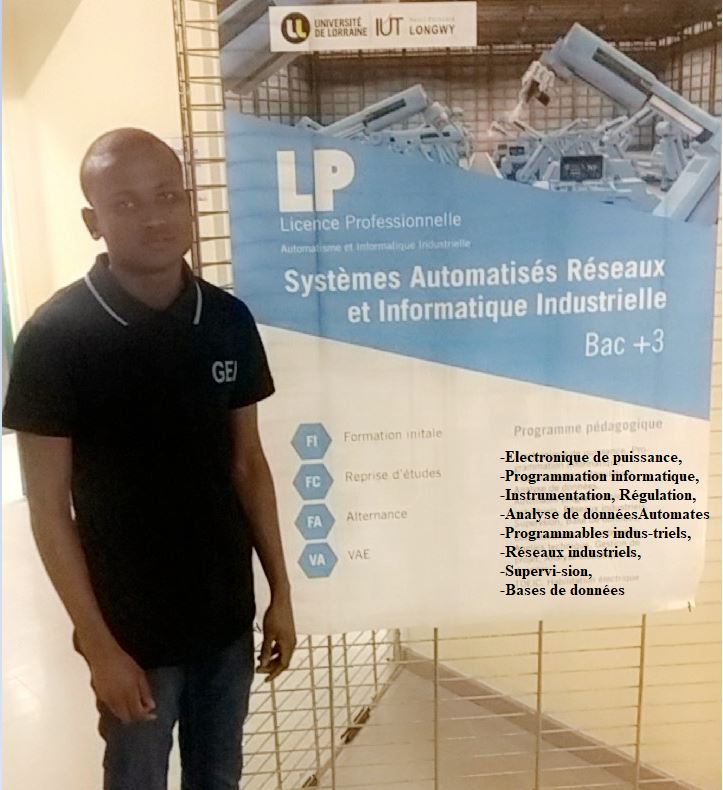 UNIVERSITÉ
DE LORRAINE
IUT
LONGWY
LP
Licence Professionnelle
Automatisme et Informatique Industrielle
Systèmes Automatisés Réseaux
et Informatique Industrielle
Bac +3
GEI
FI Formation initale
FC Reprise d'études
FA Alternance
VA VAE
Programme pédagogique
-Electronique de puissance,
-Programmation informatique,
-Instrumentation, Régulation,
-Analyse de donnéesAutomates
-Programmables indus-triels,
-Réseaux industriels,
-Supervi-sion,
-Bases de données